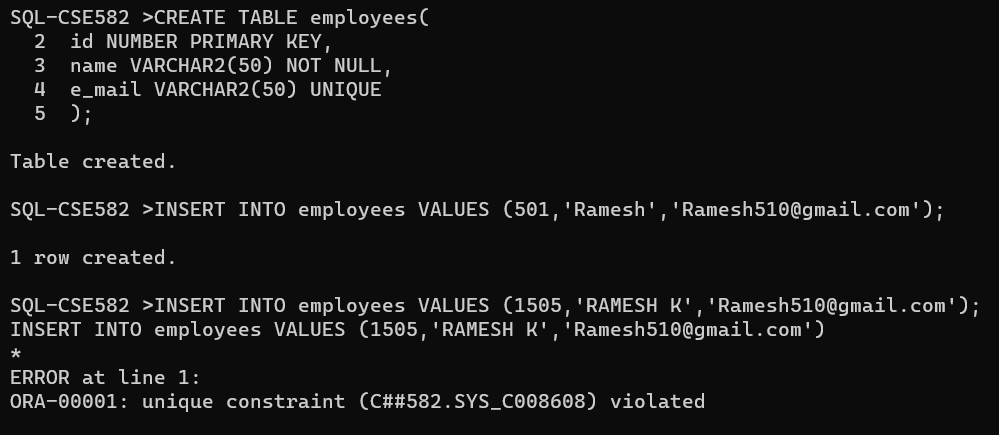 SQL-CSE582 >CREATE TABLE employees(
  2  id NUMBER PRIMARY KEY,
  3  name VARCHAR2(50) NOT NULL,
  4  e_mail VARCHAR2(50) UNIQUE
  5  );
Table created.
SQL-CSE582 >INSERT INTO employees VALUES (501,'Ramesh','Ramesh510@gmail.com');
1 row created.
SQL-CSE582 >INSERT INTO employees VALUES (1505,'RAMESH K','Ramesh510@gmail.com');
INSERT INTO employees VALUES (1505,'RAMESH K','Ramesh510@gmail.com')
*
ERROR at line 1:
ORA-00001: unique constraint (C##582.SYS_C008608) violated